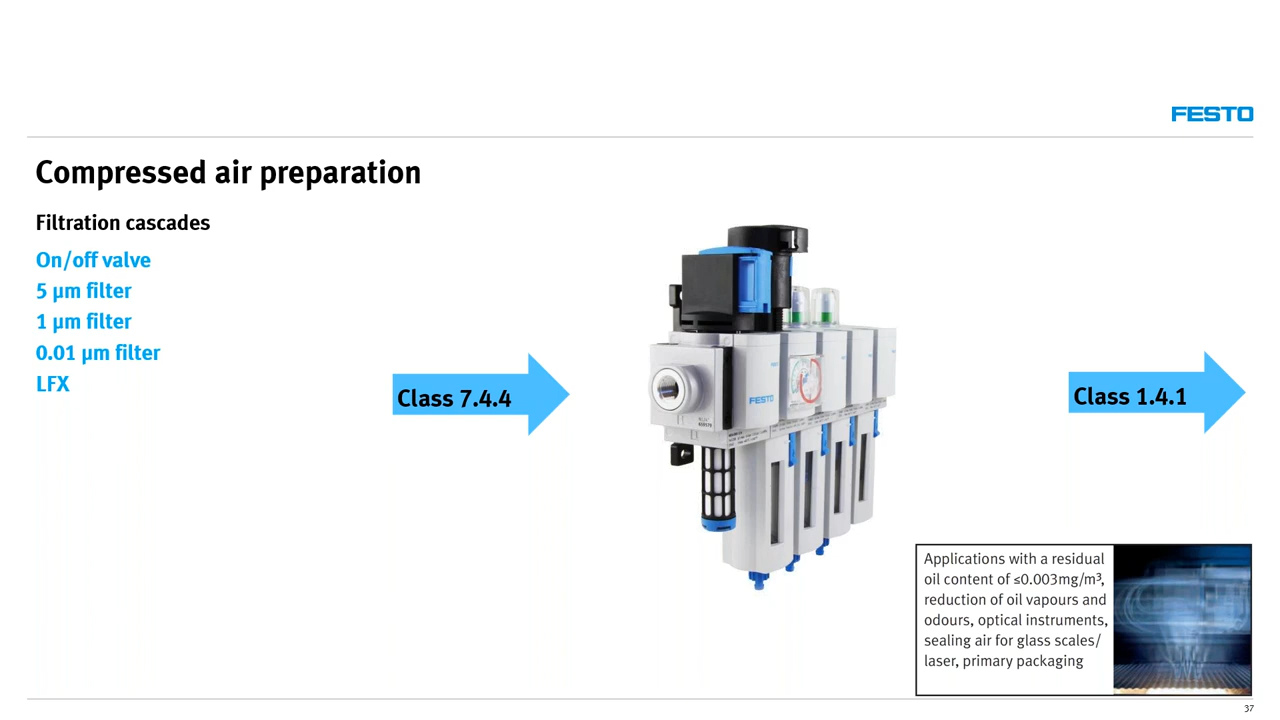 FESTO
Compressed air preparation
Filtration cascades
On/off valve
5 µm filter
1 µm filter
0.01 µm filter
LFX
Class 7.4.4
FESTO
Class 1.4.1
Applications with a residual
oil content of ≤0.003mg/m³,
reduction of oil vapours and
odours, optical instruments,
sealing air for glass scales/
laser, primary packaging
37